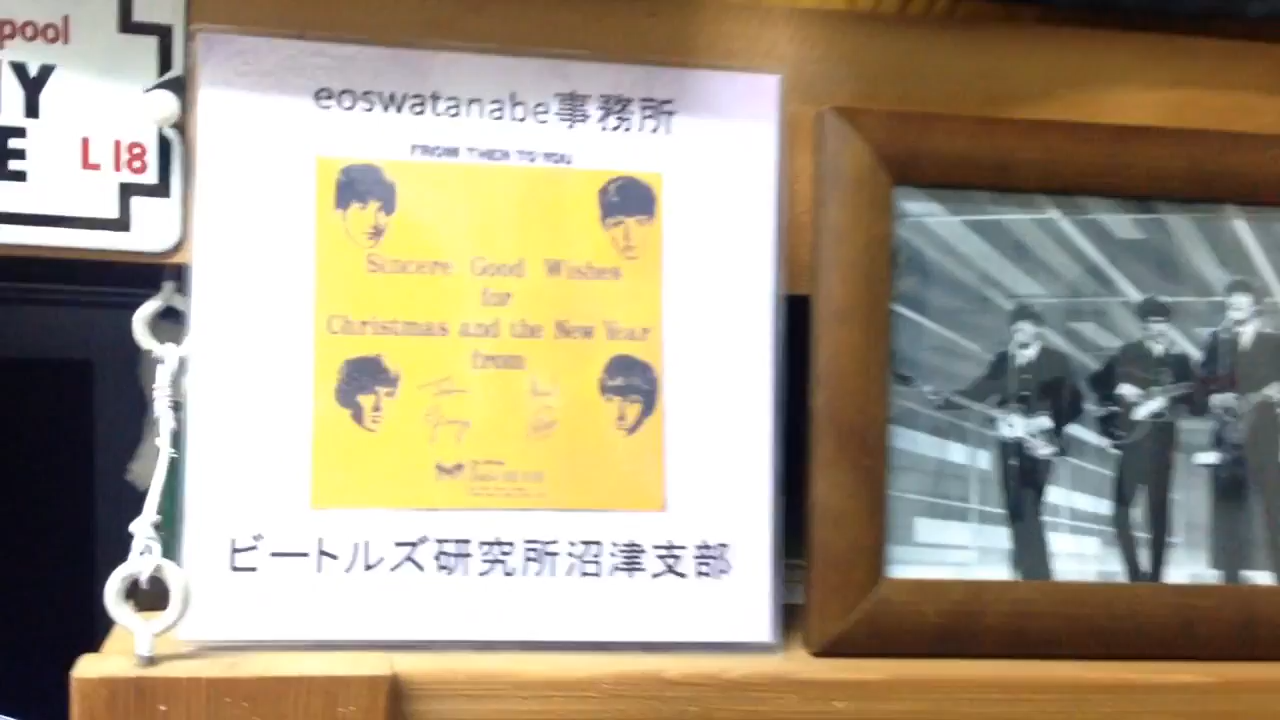 pool
NY
E L 18
eoswatanabe事務所
FROM THEM TO YOU
Sincere Good Wishes
for
Christmas and the New Year
from
ビートルズ研究所沼津支部